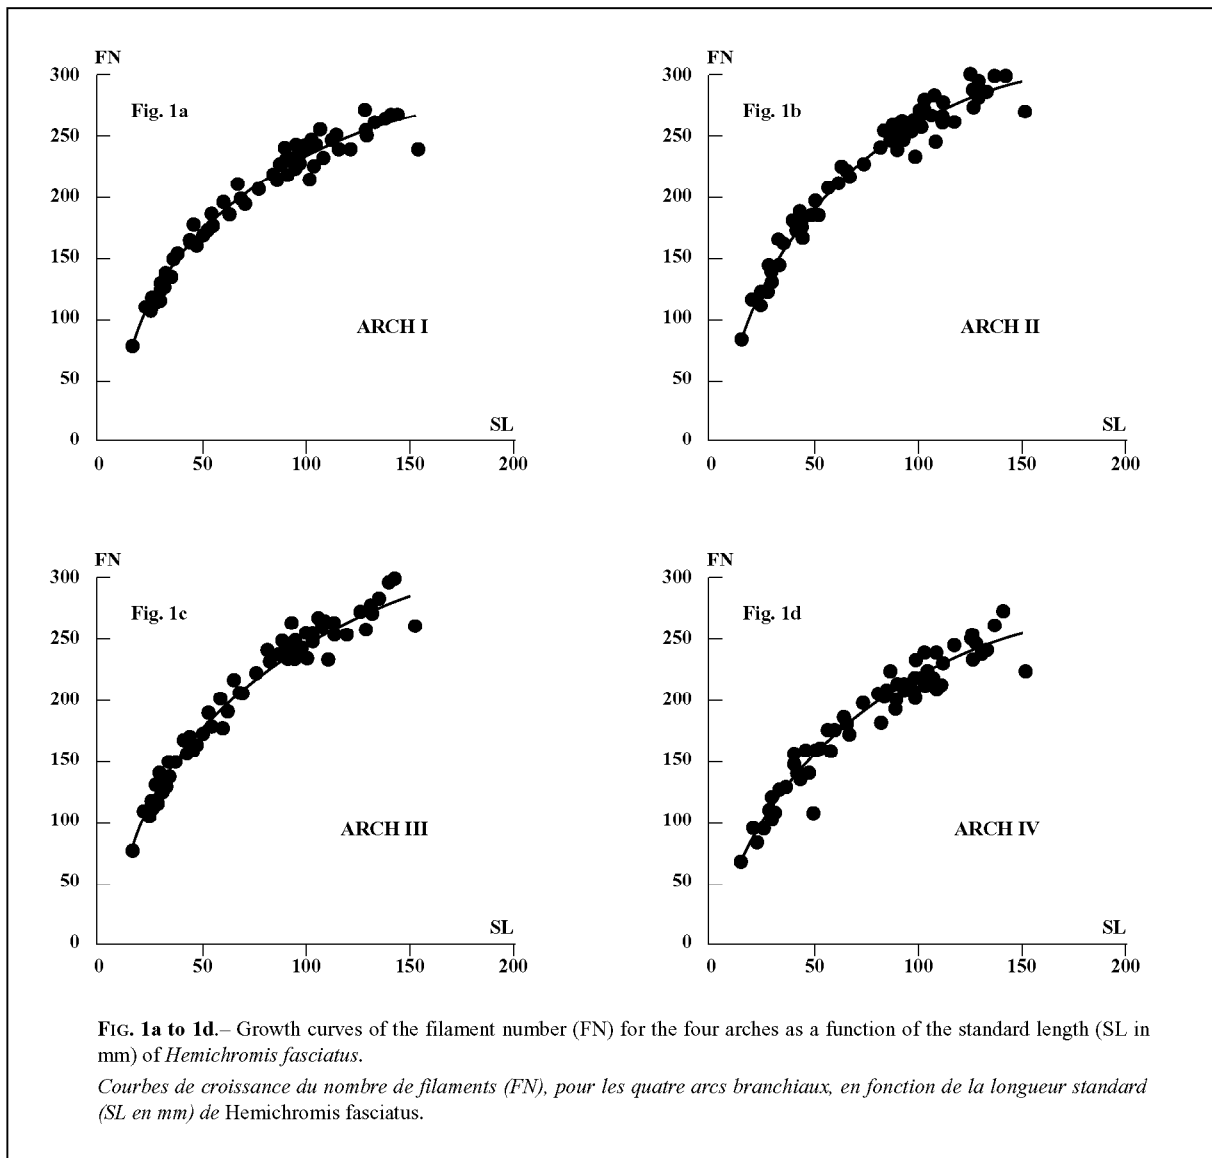 FN
300
Fig. 1a
250
200
150
ARCH I
100
50
SL
0
0 50 100 150 200
FN
300
Fig. 1b
250
200
150
ARCH II
100
50
SL
0
0 50 100 150 200
FN
300
Fig. 1c
250
200
150
ARCH III
100
50
SL
0
0 50 100 150 200
FN
300
Fig. 1d
250
200
150
ARCH IV
100
50
SL
0
0 50 100 150 200
FIG. 1a to 1d.– Growth curves of the filament number (FN) for the four arches as a function of the standard length (SL in
mm) of Hemichromis fasciatus.
Courbes de croissance du nombre de filaments (FN), pour les quatre arcs branchiaux, en fonction de la longueur standard
(SL en mm) de Hemichromis fasciatus.